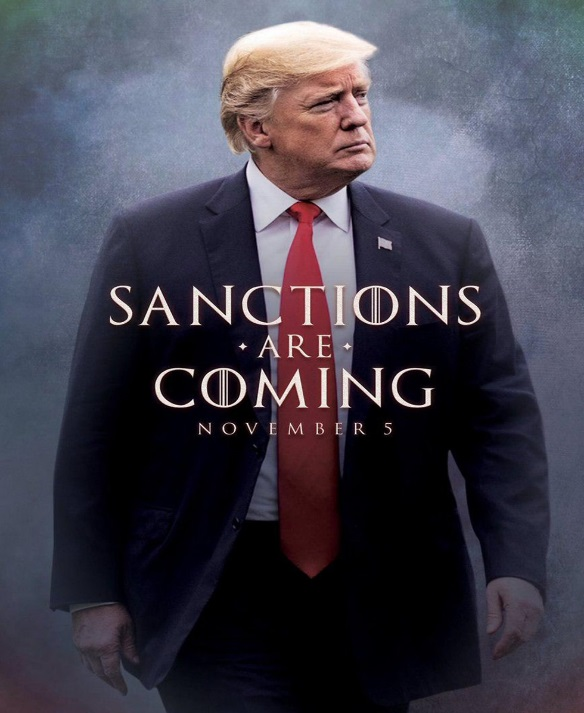 SANCTIONS
· ARE ·
COMING
NOVEMBER 5